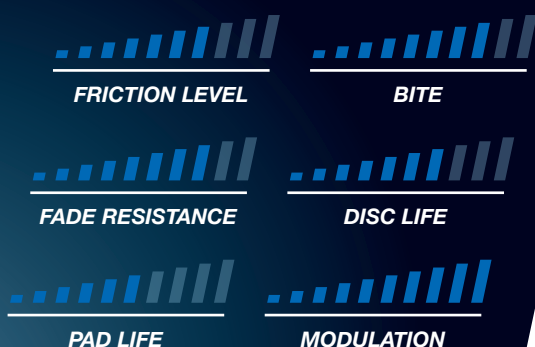 FRICTION LEVEL
BITE
FADE RESISTANCE
DISC LIFE
PAD LIFE
MODULATION